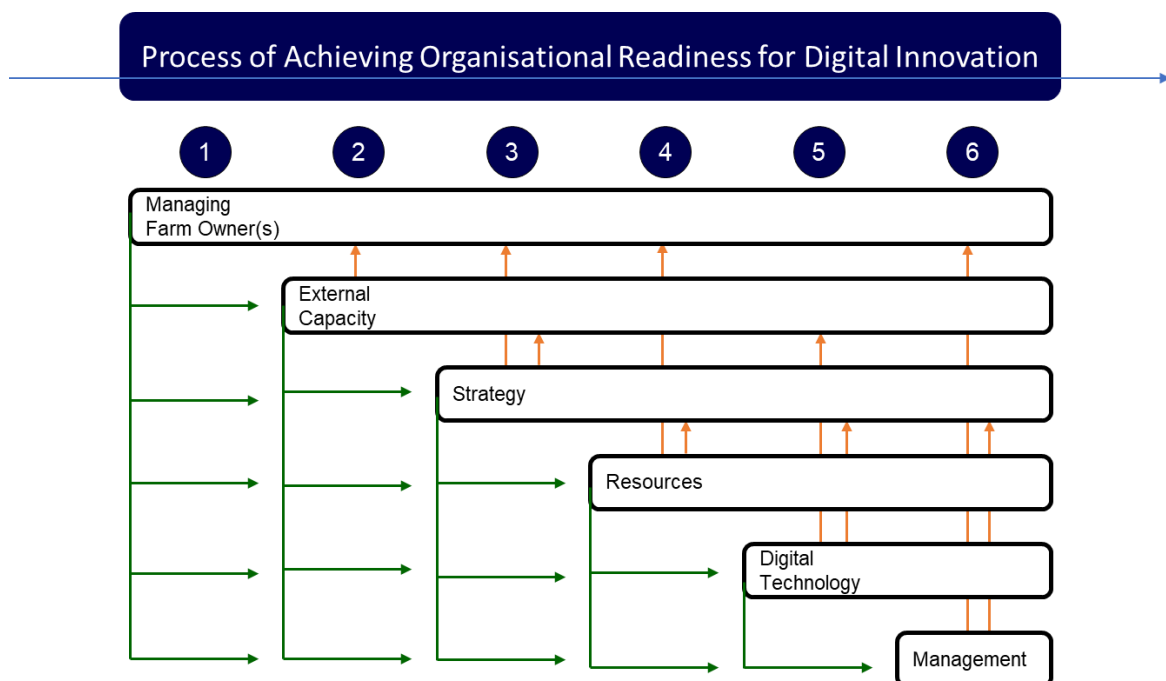 Process of Achieving Organisational Readiness for Digital Innovation
1
2
3
4
5
6
Managing
Farm Owner(s)
External
Capacity
Strategy
Resources
Digital
Technology
Management